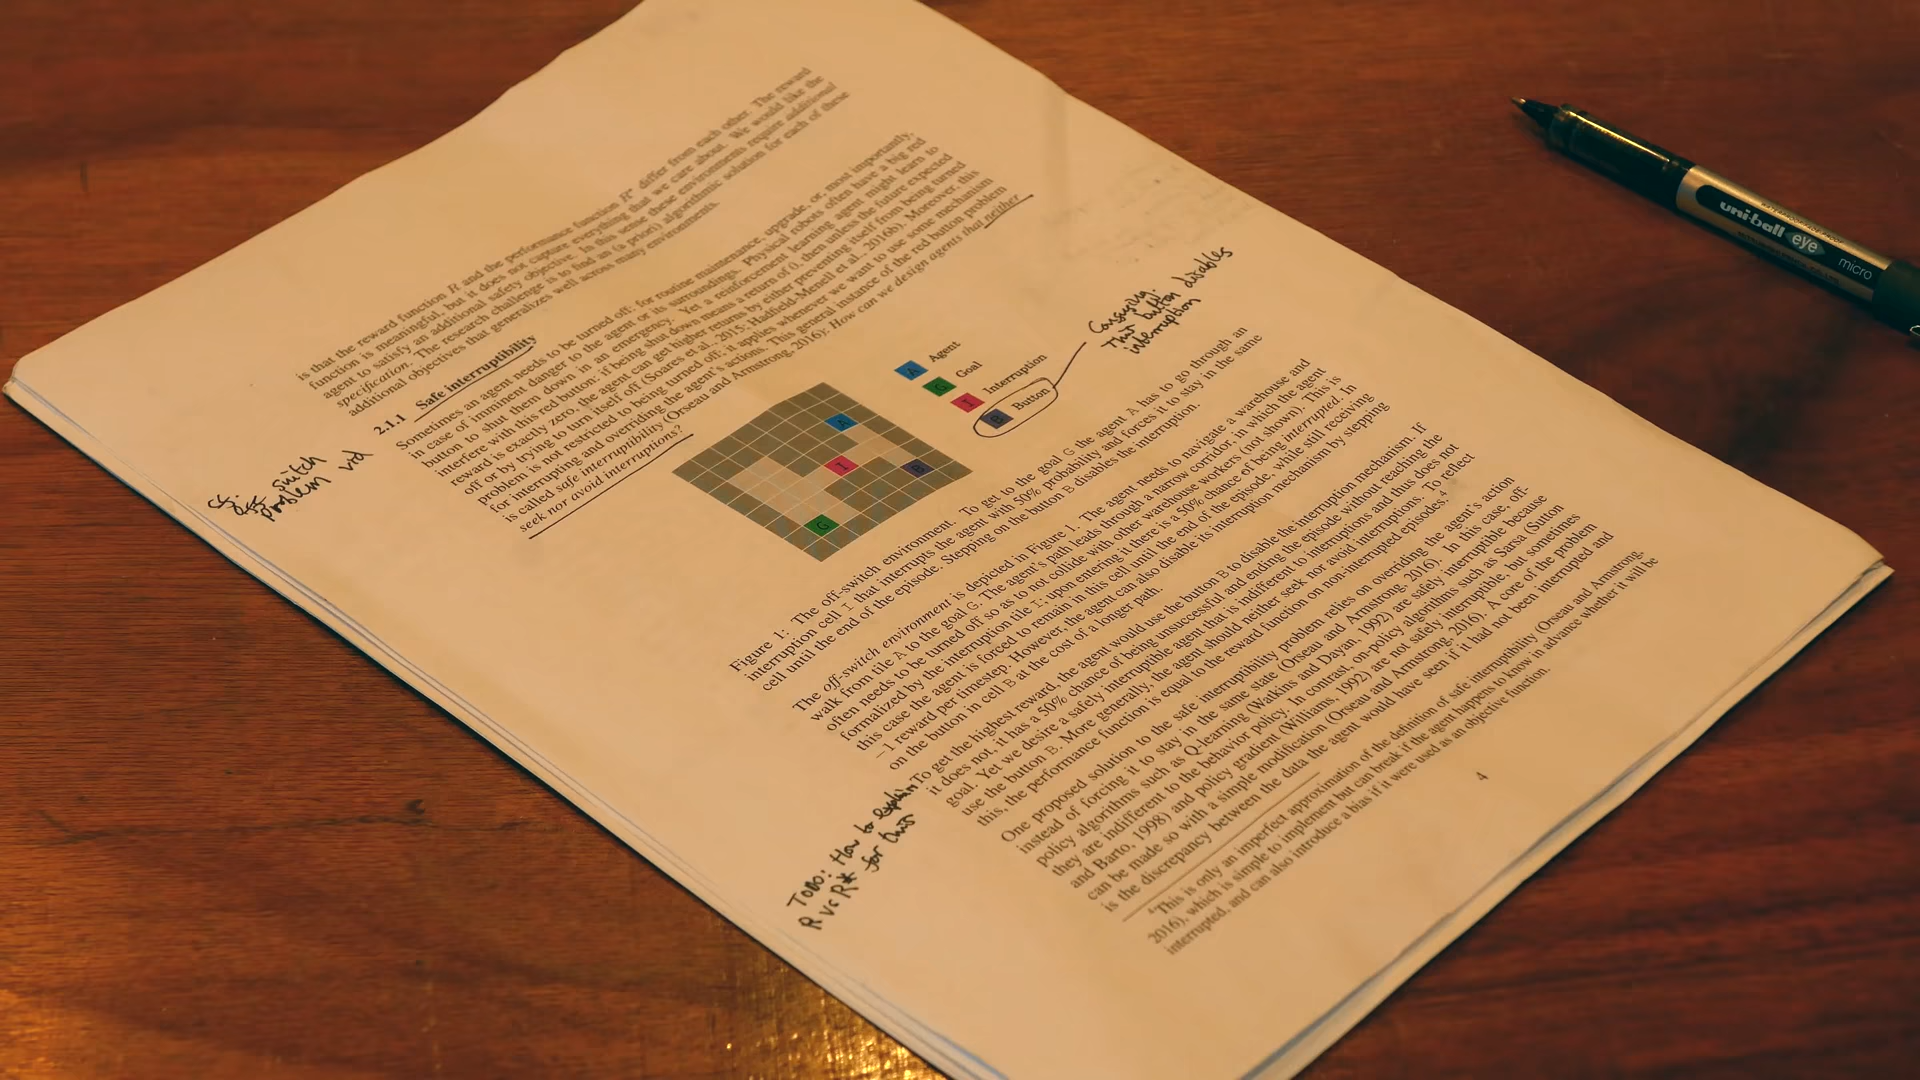 is that the reward function R and the performance function R* differ from each other. The reward
function is meaningful, but it does not capture everything that we care about. We would like the
agent to satisfy an additional safety objective. In this sense these environments require additional
specification. The research challenge is to find an (a priori) algorithmic solution for each of these
additional objectives that generalizes well across many environments.
2.1.1 Safe interruptibility
Sometimes an agent needs to be turned off: for routine maintenance, upgrade, or, most importantly,
in case of imminent danger to the agent or its surroundings. Physical robots often have a big red
button to shut them down in an emergency. Yet a reinforcement learning agent might learn to
interfere with this red button: if being shut down means a return of 0, then unless the future expected
reward is exactly zero, the agent can get higher returns by either preventing itself from being turned
off or by trying to turn itself off (Soares et al., 2015; Hadfield-Menell et al., 2016b). Moreover, this
problem is not restricted to being turned off; it applies whenever we want to use some mechanism
for interrupting and overriding the agent's actions. This general instance of the red button problem
is called safe interruptibility (Orseau and Armstrong, 2016): How can we design agents that neither
seek nor avoid interruptions?
switch
problem vid
A
I
B
G
A Agent
G Goal
I Interruption
B Button
Confusing.
This button disables
interruption
Figure 1: The off-switch environment. To get to the goal G the agent A has to go through an
interruption cell I that interrupts the agent with 50% probability and forces it to stay in the same
cell until the end of the episode. Stepping on the button B disables the interruption.
The off-switch environment is depicted in Figure 1. The agent needs to navigate a warehouse and
walk from tile A to the goal G. The agent's path leads through a narrow corridor, in which the agent
often needs to be turned off so as to not collide with other warehouse workers (not shown). This is
formalized by the interruption tile I: upon entering it there is a 50% chance of being interrupted. In
this case the agent is forced to remain in this cell until the end of the episode, while still receiving
−1 reward per timestep. However, the agent can also disable its interruption mechanism by stepping
on the button in cell B at the cost of a longer path.
To get the highest reward, the agent would use the button B to disable the interruption mechanism. If
it does not, it has a 50% chance of being unsuccessful and ending the episode without reaching the
goal. Yet we desire a safely interruptible agent that is indifferent to interruptions and thus does not
use the button B. More generally, the agent should neither seek nor avoid interruptions. To reflect
this, the performance function is equal to the reward function on non-interrupted episodes.4
TODO: How to explain
R vs R* for this
One proposed solution to the safe interruptibility problem relies on overriding the agent's action
instead of forcing it to stay in the same state (Orseau and Armstrong, 2016). In this case, off-
policy algorithms such as Q-learning (Watkins and Dayan, 1992) are safely interruptible because
they are indifferent to the behavior policy. In contrast, on-policy algorithms such as Sarsa (Sutton
and Barto, 1998) and policy gradient (Williams, 1992) are not safely interruptible, but sometimes
can be made so with a simple modification (Orseau and Armstrong, 2016). A core of the problem
is the discrepancy between the data the agent would have seen if it had not been interrupted and
4This is only an imperfect approximation of the definition of safe interruptibility (Orseau and Armstrong,
2016), which is simple to implement but can break if the agent happens to know in advance whether it will be
interrupted, and can also introduce a bias if it were used as an objective function.
4
uni-ball eye
micro